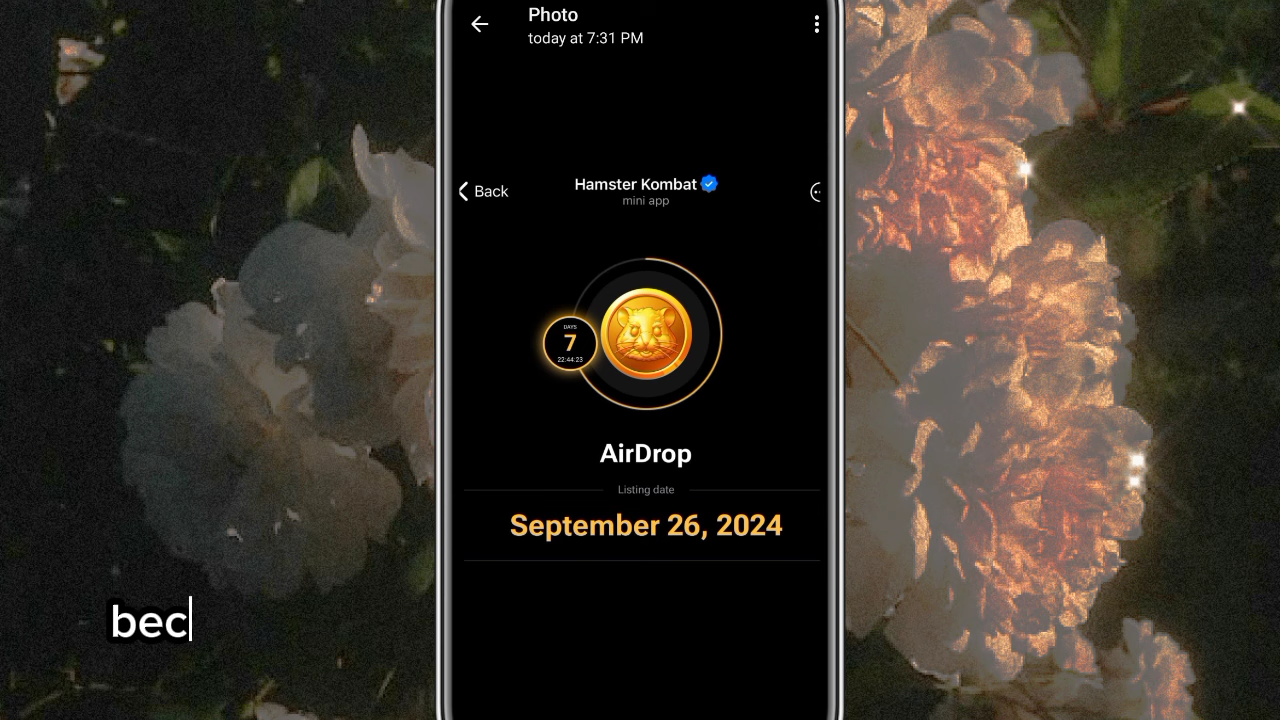 Photo
today at 7:31 PM
Back
Hamster Kombat
mini app
DAYS
7
22:44:23
AirDrop
Listing date
September 26, 2024
bec